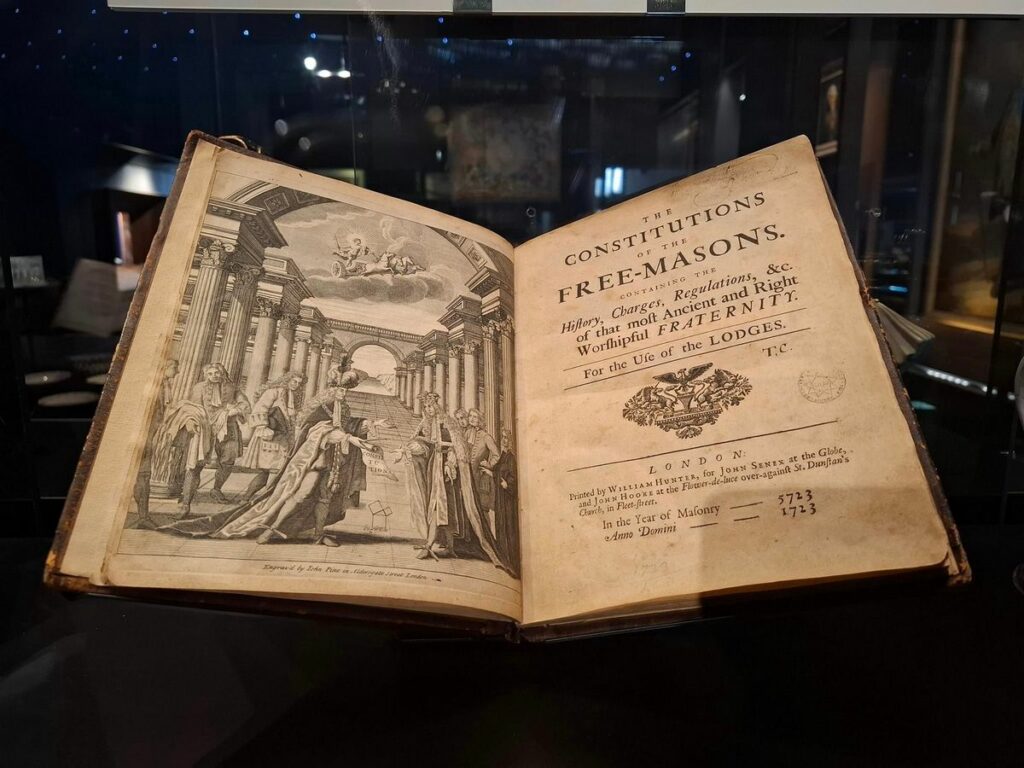 CONSTITU
TIONS
Engrav'd by John Pine in Aldersgate Street London
THE
CONSTITUTIONS
OF THE
FREE-MASONS.
CONTAINING THE
Hiſtory, Charges, Regulations, &c.
of that moſt Ancient and Right
Worſhipful FRATERNITY.
For the Uſe of the LODGES.
T.C.
LONDON:
Printed by WILLIAM HUNTER, for JOHN SENEX at the Globe,
and JOHN HOOKE at the Flower-de-luce over-againſt St. Dunſtan's
Church, in Fleet-ſtreet.
In the Year of Masonry —— 5723
Anno Domini —— —— 1723